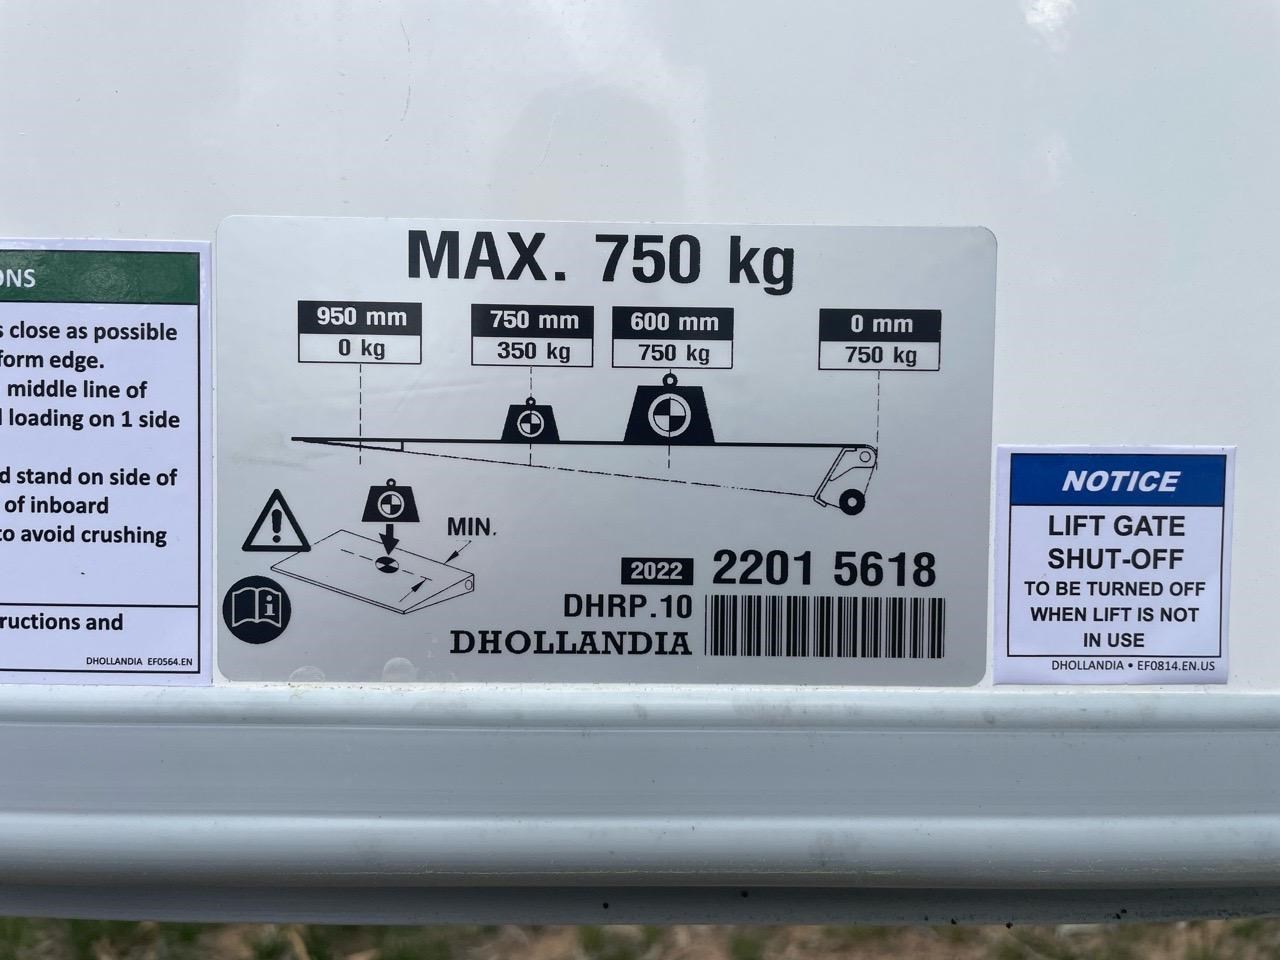 ONS
close as possible
form edge.
middle line of
loading on 1 side
d stand on side of
of inboard
to avoid crushing
ructions and
DHOLLANDIA EF0564.EN
MAX. 750 kg
950 mm
0 kg
750 mm
350 kg
600 mm
750 kg
0 mm
750 kg
MIN.
i
2022 2201 5618
DHRP.10
DHOLLANDIA
NOTICE
LIFT GATE
SHUT-OFF
TO BE TURNED OFF
WHEN LIFT IS NOT
IN USE
DHOLLANDIA • EF0814.EN.US